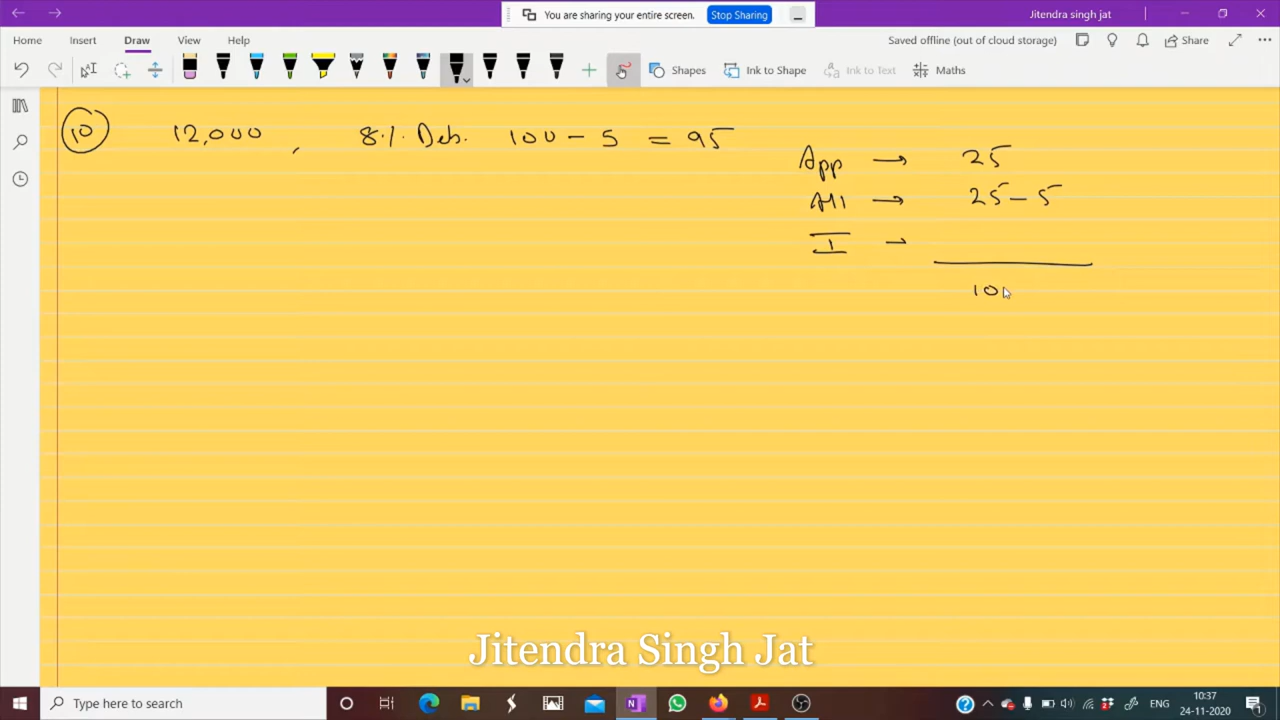 You are sharing your entire screen. Stop Sharing
Jitendra singh jat
Home Insert Draw View Help
Saved offline (out of cloud storage) Share
Shapes Ink to Shape Ink to Text Maths
10 12,000, 8% Deb. 100 - 5 = 95
App → 25
All → 25 - 5
I →
10
Jitendra Singh Jat
Type here to search
ENG
10:37
24-11-2020